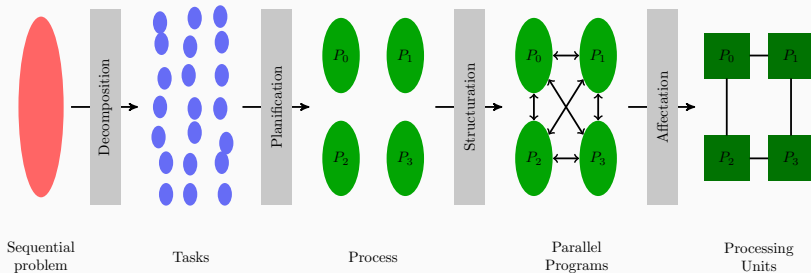 Decomposition
Planification
Structuration
Affectation
P0 P1
P2 P3
P0 P1
P2 P3
P0 P1
P2 P3
Sequential
problem
Tasks
Process
Parallel
Programs
Processing
Units